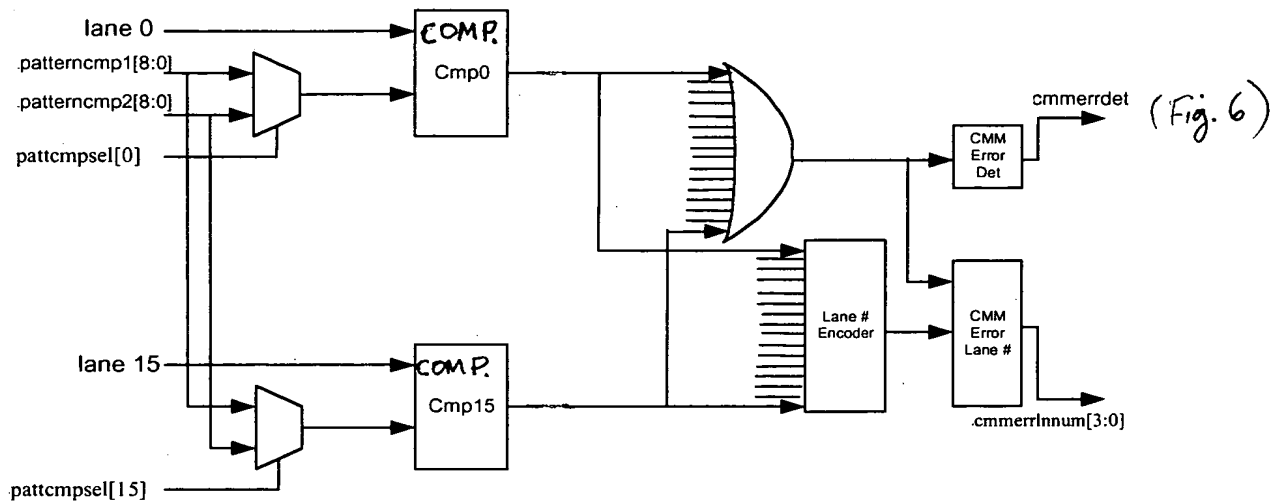 lane 0
.patterncmp1[8:0]
.patterncmp2[8:0]
pattcmpsel[0]
COMP.
Cmp0
cmmerrdet
(Fig. 6)
CMM
Error
Det
Lane #
Encoder
CMM
Error
Lane #
.cmmerrlnnum[3:0]
lane 15
COMP.
Cmp15
.pattcmpsel[15]